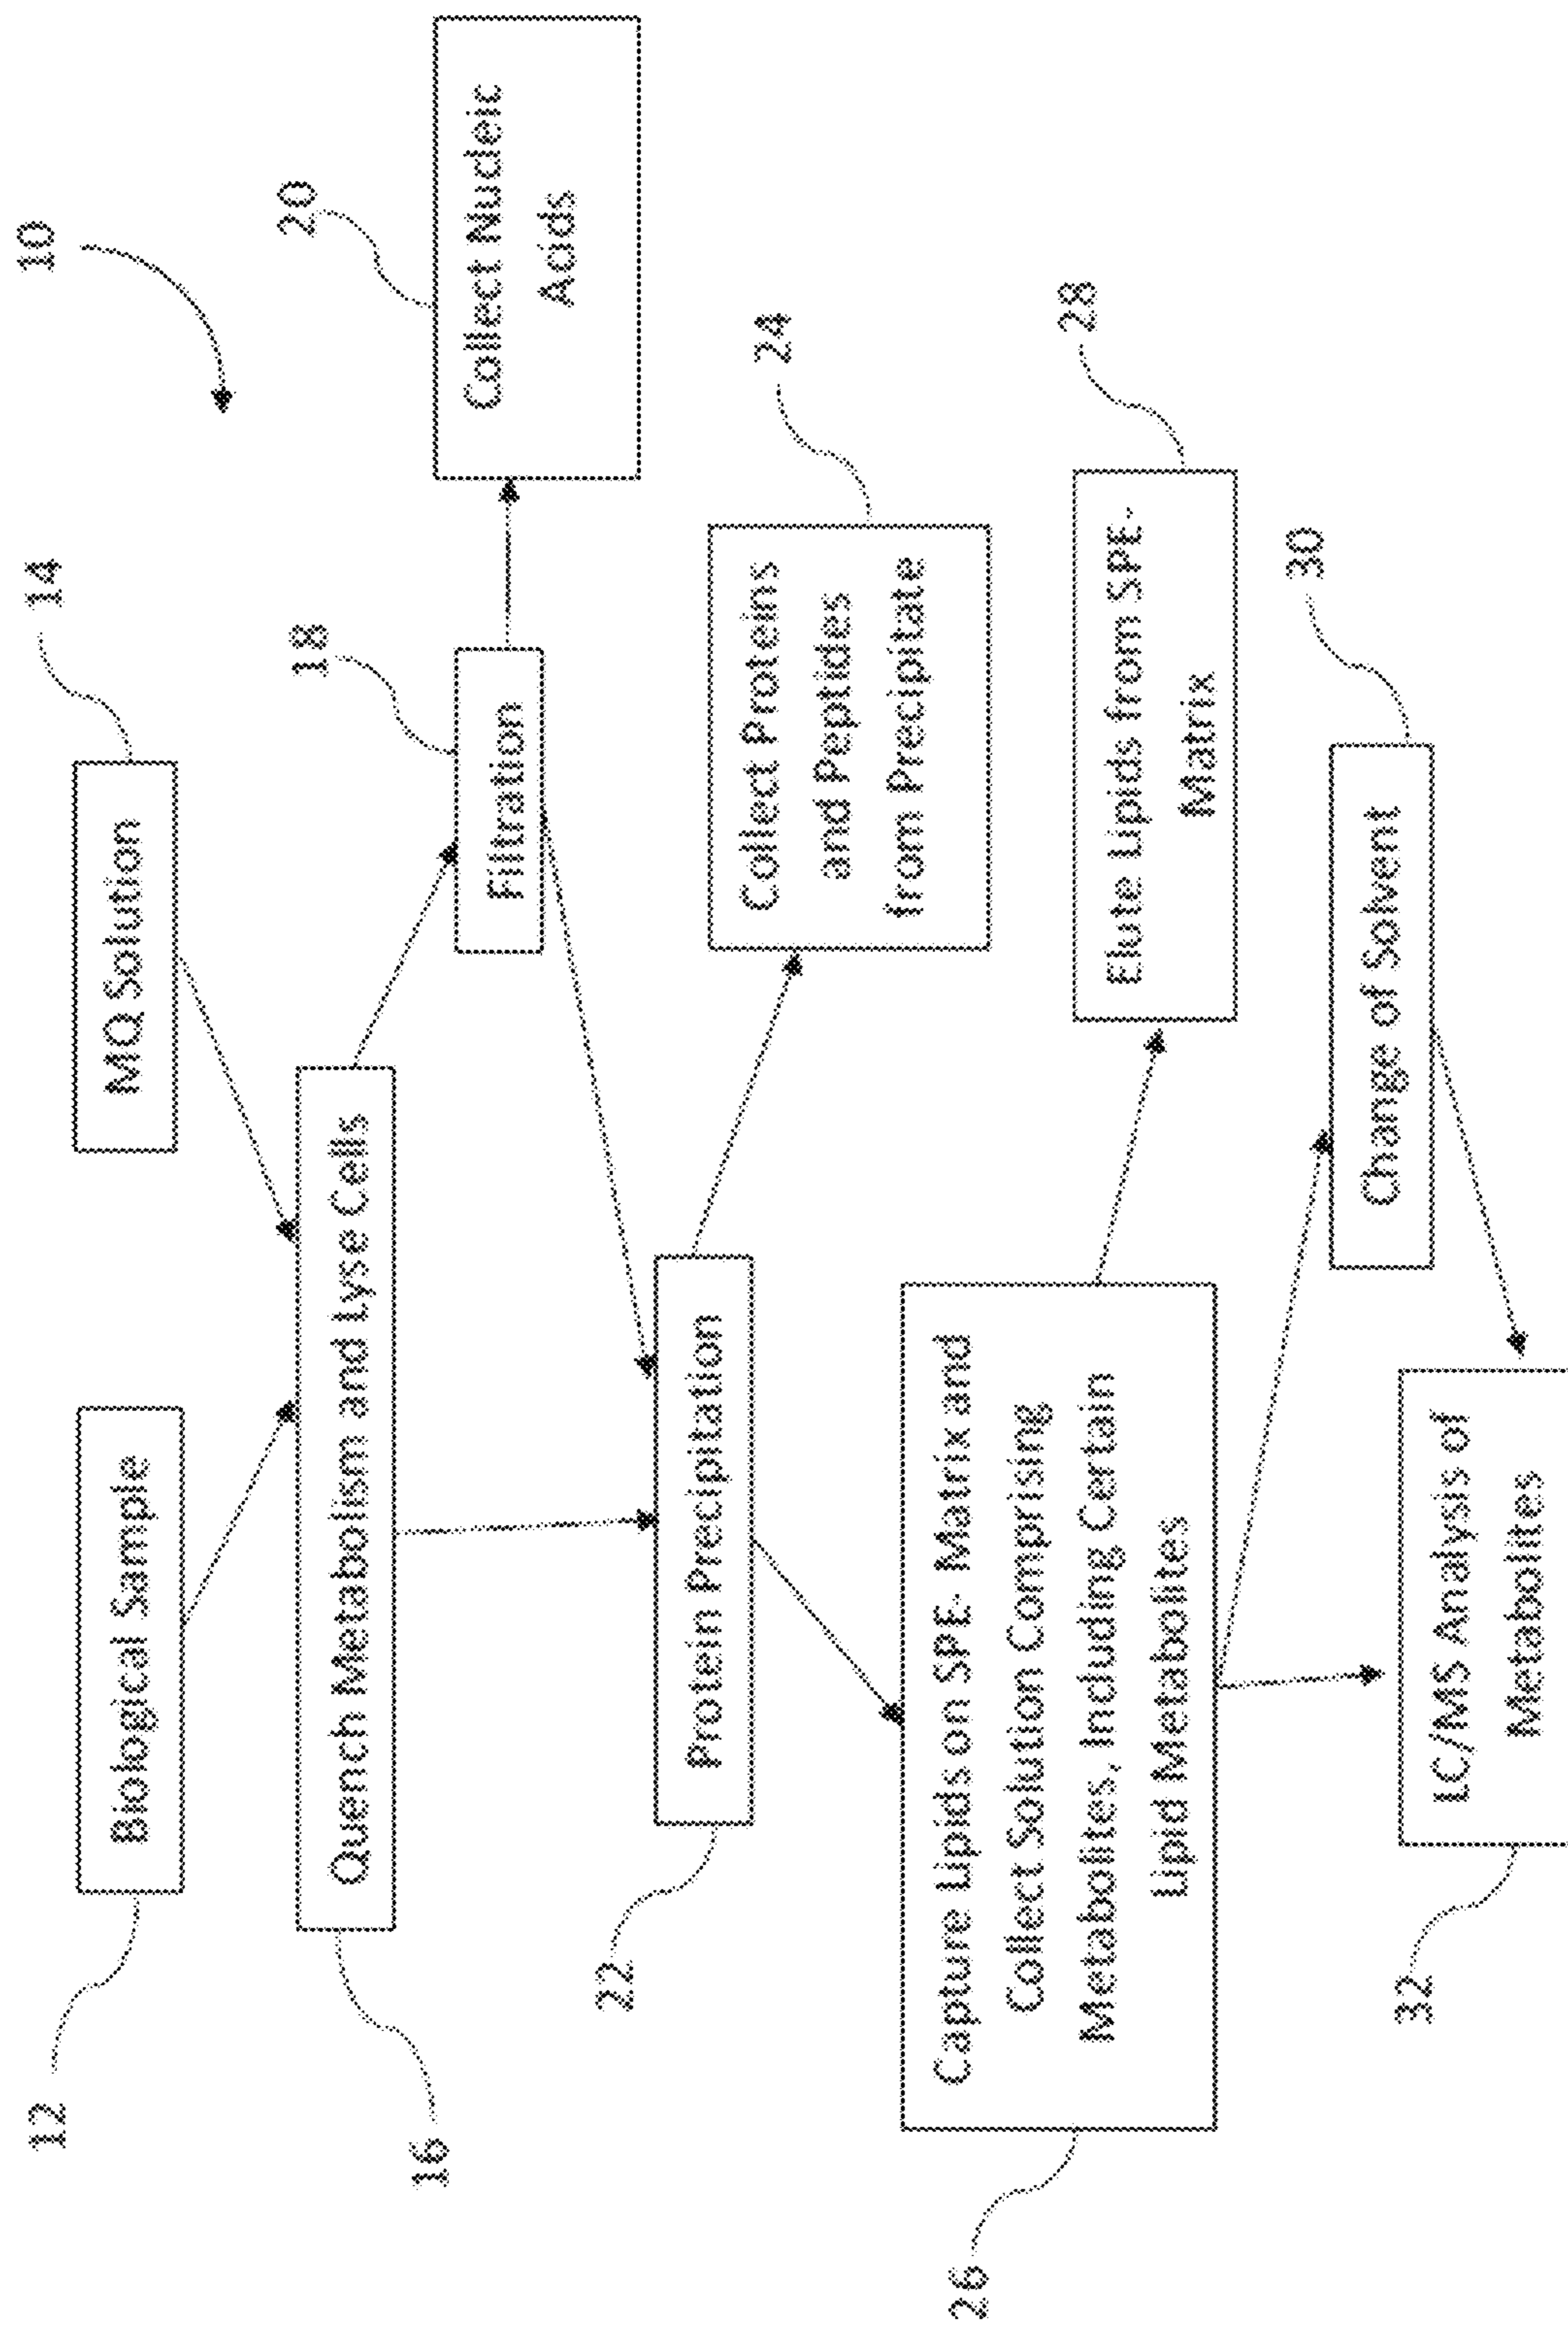 10
12
Biological Sample
MQ Solution
14
16
Quench Metabolism and Lyse Cells
18
Filtration
20
Collect Nucleic
Acids
22
Protein Precipitation
24
Collect Proteins
and Peptides
from Precipitate
26
Capture Lipids on SPE- Matrix and
Collect Solution Comprising
Metabolites, Including Certain
Lipid Metabolites
28
Elute Lipids from SPE-
Matrix
30
Change of Solvent
32
LC/MS Analysis of
Metabolites